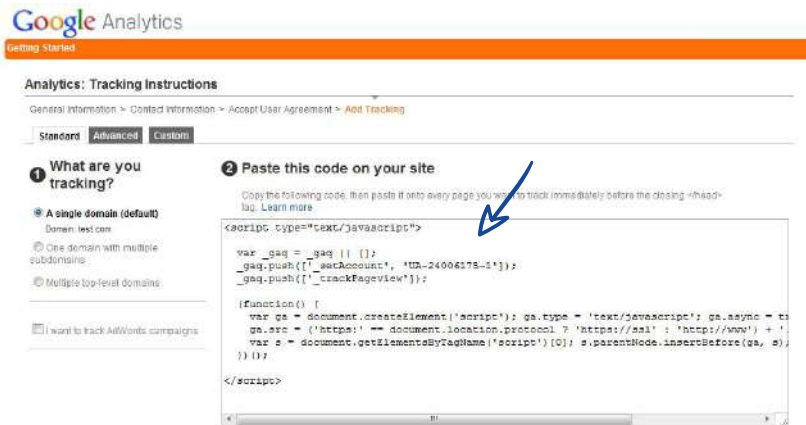 Google Analytics
Getting Started
Analytics: Tracking Instructions
General Information > Contact Information > Accept User Agreement > Add Tracking
Standard Advanced Custom
1 What are you tracking?
A single domain (default)
Domain: test.com
One domain with multiple subdomains
Multiple top-level domains
I want to track AdWords campaigns
2 Paste this code on your site
Copy the following code, then paste it onto every page you want to track immediately before the closing </head>
tag. Learn more
<script type="text/javascript">
var _gaq = _gaq || [];
_gaq.push(['_setAccount', 'UA-24006175-1']);
_gaq.push(['_trackPageview']);
(function() {
var ga = document.createElement('script'); ga.type = 'text/javascript'; ga.async =
ga.src = ('https:' == document.location.protocol ? 'https://ssl' : 'http://www') + '.
var s = document.getElementsByTagName('script')[0]; s.parentNode.insertBefore(ga, s);
})();
</script>